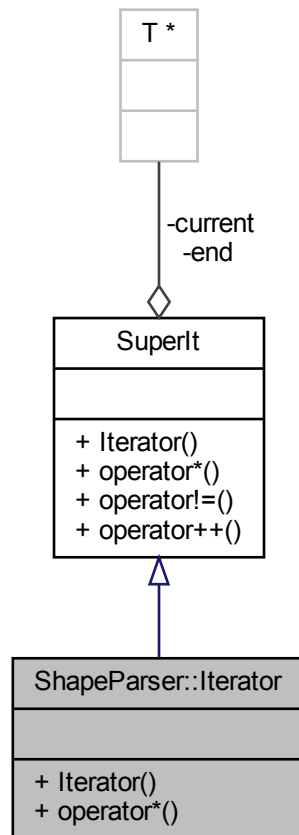 T *
-current
-end
SuperIt
+ Iterator()
+ operator*()
+ operator!=()
+ operator++()
ShapeParser::Iterator
+ Iterator()
+ operator*()